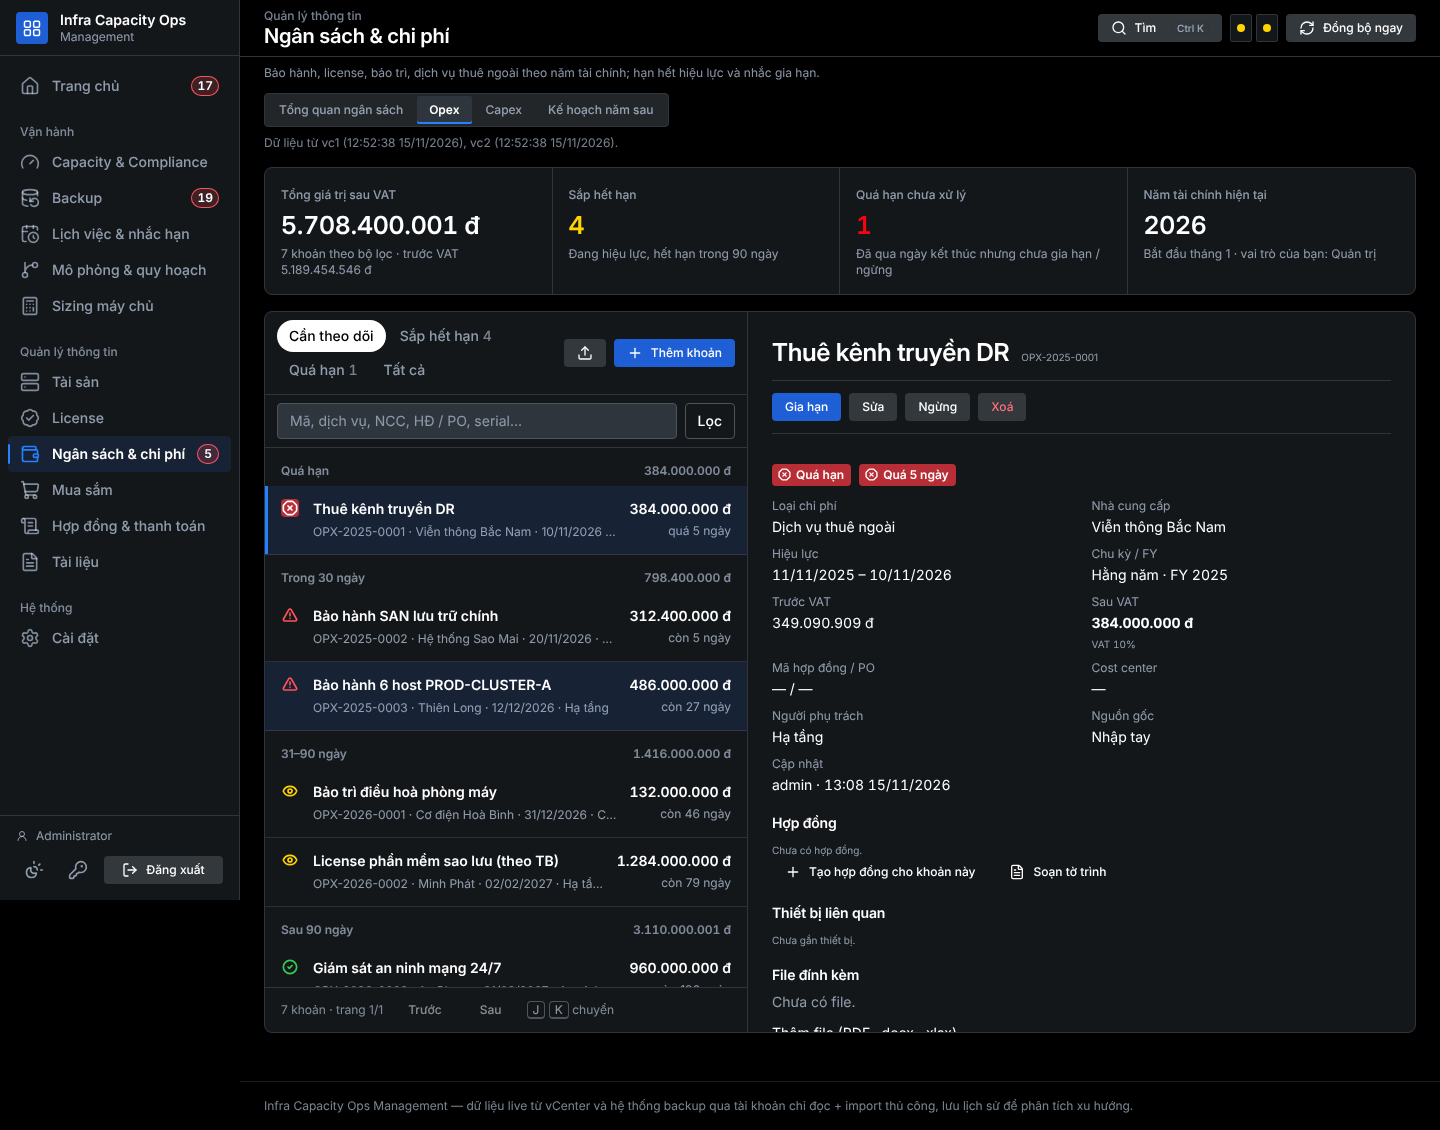 Infra Capacity Ops
Management
Trang chủ 17
Vận hành
Capacity & Compliance
Backup 19
Lịch việc & nhắc hạn
Mô phỏng & quy hoạch
Sizing máy chủ
Quản lý thông tin
Tài sản
License
Ngân sách & chi phí 5
Mua sắm
Hợp đồng & thanh toán
Tài liệu
Hệ thống
Cài đặt
Administrator
Đăng xuất
Quản lý thông tin
Ngân sách & chi phí
Tìm Ctrl K
Đồng bộ ngay
Bảo hành, license, bảo trì, dịch vụ thuê ngoài theo năm tài chính; hạn hết hiệu lực và nhắc gia hạn.
Tổng quan ngân sách Opex Capex Kế hoạch năm sau
Dữ liệu từ vc1 (12:52:38 15/11/2026), vc2 (12:52:38 15/11/2026).
Tổng giá trị sau VAT
5.708.400.001 đ
7 khoản theo bộ lọc · trước VAT
5.189.454.546 đ
Sắp hết hạn
4
Đang hiệu lực, hết hạn trong 90 ngày
Quá hạn chưa xử lý
1
Đã qua ngày kết thúc nhưng chưa gia hạn /
ngừng
Năm tài chính hiện tại
2026
Bắt đầu tháng 1 · vai trò của bạn: Quản trị
Cần theo dõi Sắp hết hạn 4
Quá hạn 1 Tất cả
Thêm khoản
Mã, dịch vụ, NCC, HĐ / PO, serial...
Lọc
Quá hạn 384.000.000 đ
Thuê kênh truyền DR 384.000.000 đ
OPX-2025-0001 · Viễn thông Bắc Nam · 10/11/2026 ... quá 5 ngày
Trong 30 ngày 798.400.000 đ
Bảo hành SAN lưu trữ chính 312.400.000 đ
OPX-2025-0002 · Hệ thống Sao Mai · 20/11/2026 · ... còn 5 ngày
Bảo hành 6 host PROD-CLUSTER-A 486.000.000 đ
OPX-2025-0003 · Thiên Long · 12/12/2026 · Hạ tầng còn 27 ngày
31–90 ngày 1.416.000.000 đ
Bảo trì điều hoà phòng máy 132.000.000 đ
OPX-2026-0001 · Cơ điện Hoà Bình · 31/12/2026 · C... còn 46 ngày
License phần mềm sao lưu (theo TB) 1.284.000.000 đ
OPX-2026-0002 · Minh Phát · 02/02/2027 · Hạ tầ... còn 79 ngày
Sau 90 ngày 3.110.000.001 đ
Giám sát an ninh mạng 24/7 960.000.000 đ
7 khoản · trang 1/1 Trước Sau J K chuyển
Thuê kênh truyền DR OPX-2025-0001
Gia hạn Sửa Ngừng Xoá
Quá hạn Quá 5 ngày
Loại chi phí
Dịch vụ thuê ngoài
Nhà cung cấp
Viễn thông Bắc Nam
Hiệu lực
11/11/2025 – 10/11/2026
Chu kỳ / FY
Hằng năm · FY 2025
Trước VAT
349.090.909 đ
Sau VAT
384.000.000 đ
VAT 10%
Mã hợp đồng / PO
— / —
Cost center
—
Người phụ trách
Hạ tầng
Nguồn gốc
Nhập tay
Cập nhật
admin · 13:08 15/11/2026
Hợp đồng
Chưa có hợp đồng.
Tạo hợp đồng cho khoản này Soạn tờ trình
Thiết bị liên quan
Chưa gắn thiết bị.
File đính kèm
Chưa có file.
Thêm file (PDF, .docx, .xlsx)
Infra Capacity Ops Management — dữ liệu live từ vCenter và hệ thống backup qua tài khoản chỉ đọc + import thủ công, lưu lịch sử để phân tích xu hướng.